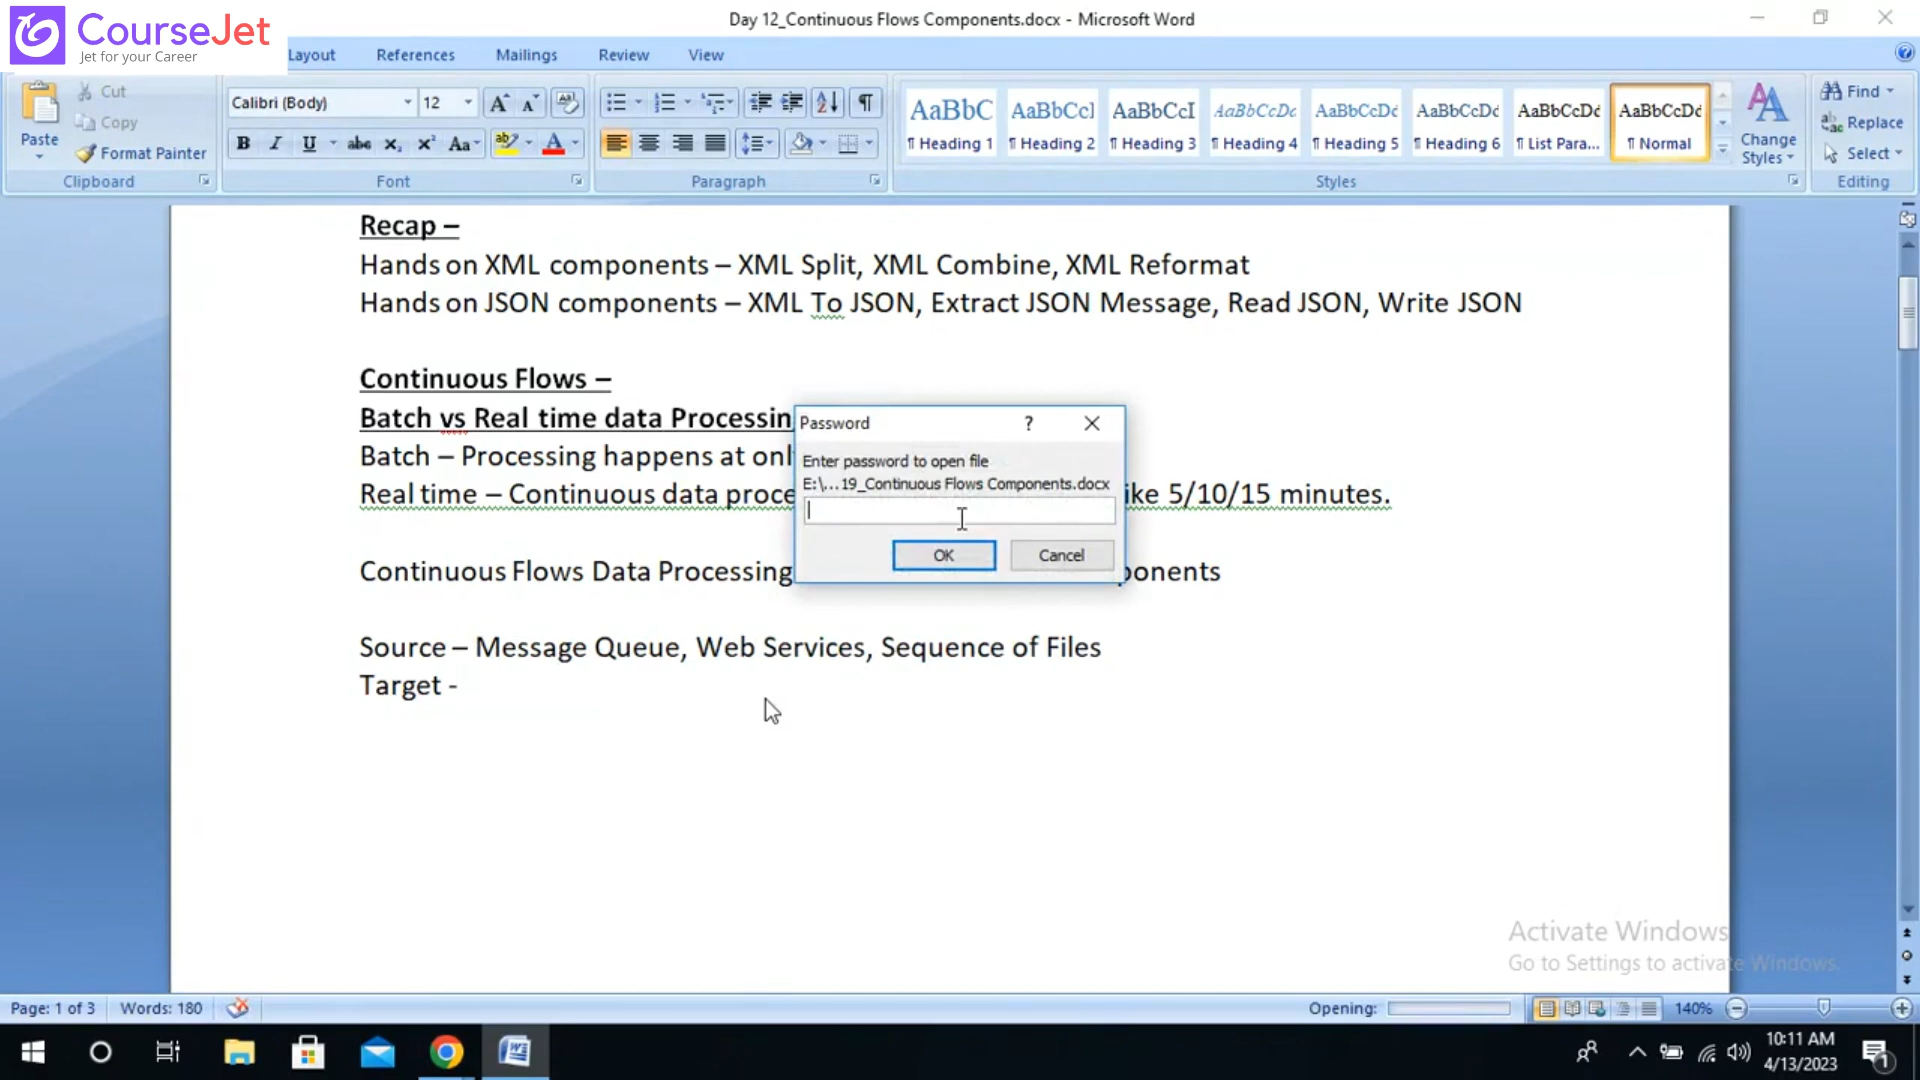 Day 12_Continuous Flows Components.docx - Microsoft Word
CourseJet
Jet for your Career
Layout References Mailings Review View
Paste
Cut
Copy
Format Painter
Clipboard
Calibri (Body) 12
Font
Paragraph
AaBbC AaBbCcI AaBbCcI AaBbCcDc AaBbCcDc AaBbCcDc AaBbCcDc AaBbCcDc
¶ Heading 1 ¶ Heading 2 ¶ Heading 3 ¶ Heading 4 ¶ Heading 5 ¶ Heading 6 ¶ List Para... ¶ Normal
Styles
Change
Styles
Find
Replace
Select
Editing
Recap –
Hands on XML components – XML Split, XML Combine, XML Reformat
Hands on JSON components – XML To JSON, Extract JSON Message, Read JSON, Write JSON
Continuous Flows –
Batch vs Real time data Processin
Batch – Processing happens at onl
Real time – Continuous data proce
ike 5/10/15 minutes.
Continuous Flows Data Processing
ponents
Source – Message Queue, Web Services, Sequence of Files
Target -
Password
?
Enter password to open file
E:\...19_Continuous Flows Components.docx
OK Cancel
Activate Windows
Go to Settings to activate Windows.
Page: 1 of 3 Words: 180
Opening:
140%
10:11 AM
4/13/2023
1